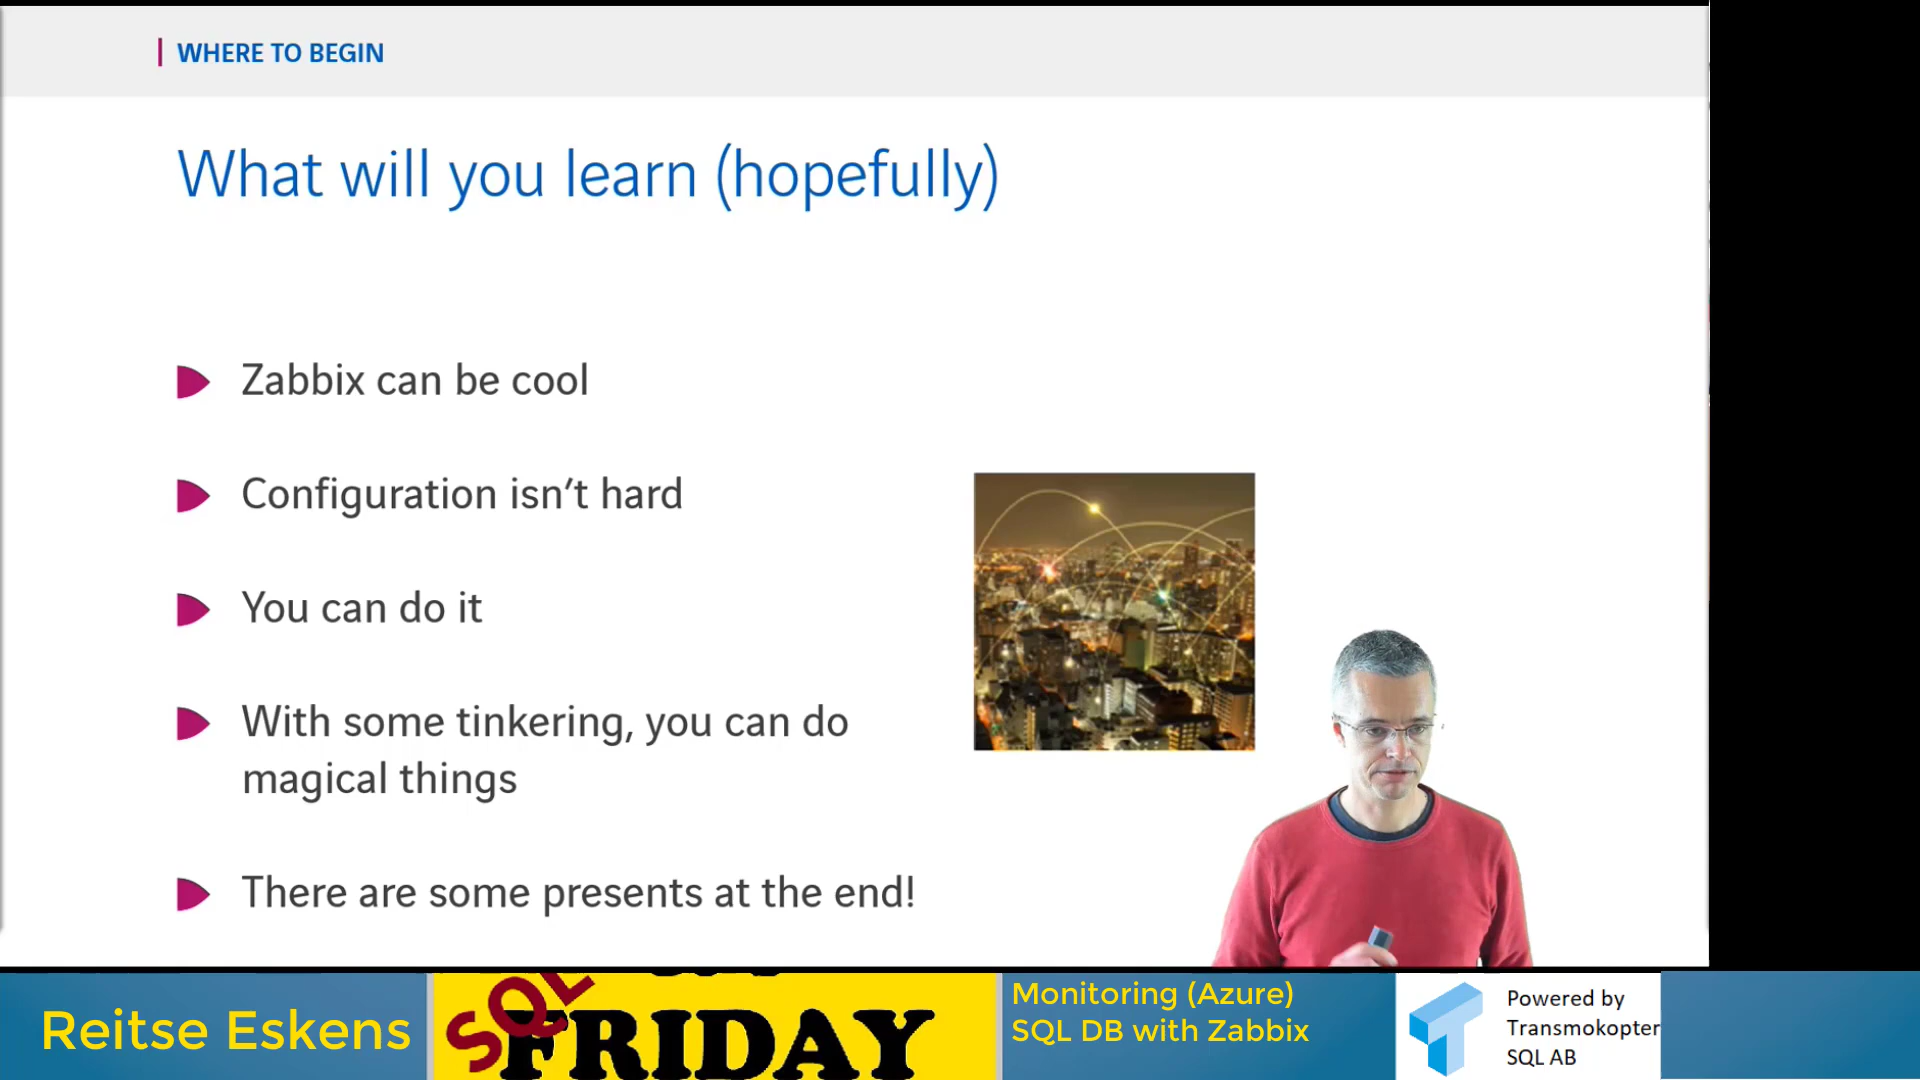 WHERE TO BEGIN
What will you learn (hopefully)
Zabbix can be cool
Configuration isn't hard
You can do it
With some tinkering, you can do
magical things
There are some presents at the end!
Reitse Eskens
SQL
FRIDAY
Monitoring (Azure)
SQL DB with Zabbix
Powered by
Transmokopter
SQL AB